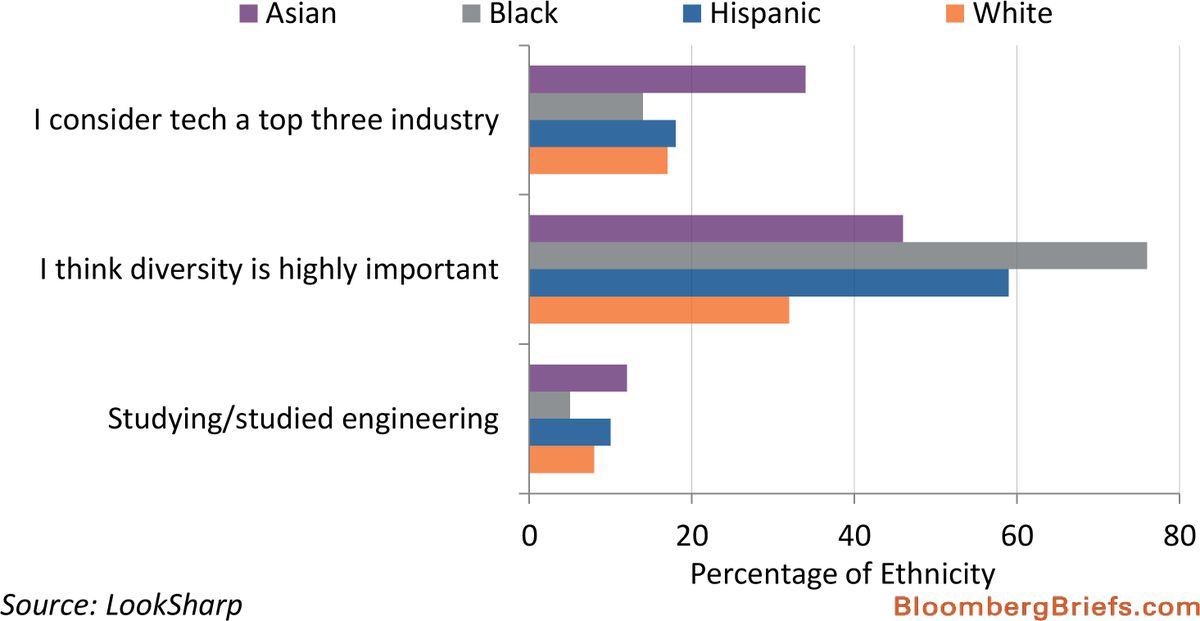 Asian Black Hispanic White
I consider tech a top three industry
I think diversity is highly important
Studying/studied engineering
0 20 40 60 80
Percentage of Ethnicity
Source: LookSharp
BloombergBriefs.com